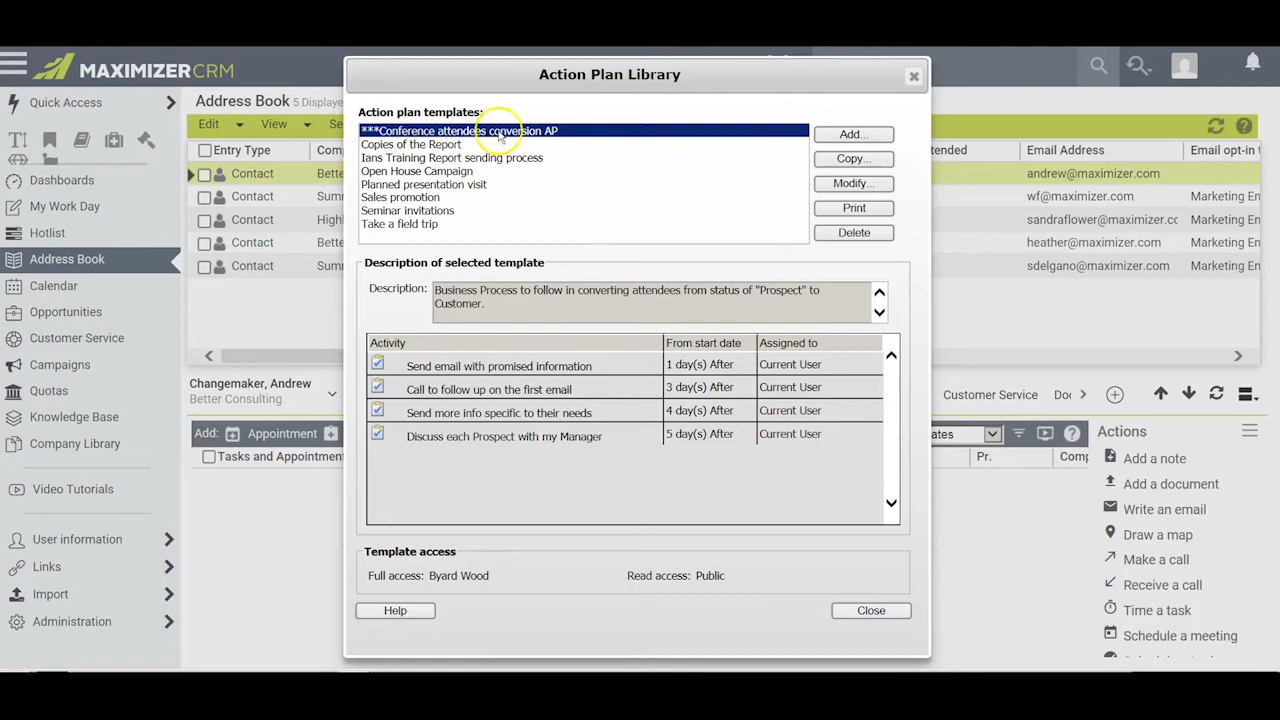 MAXIMIZER CRM
Quick Access
Dashboards
My Work Day
Hotlist
Address Book
Calendar
Opportunities
Customer Service
Campaigns
Quotas
Knowledge Base
Company Library
Video Tutorials
User information
Links
Import
Administration
Address Book 5 Displaye
Edit View Se
Entry Type Comp
Contact Better
Contact Summ
Contact Highl
Contact Bette
Contact Summ
Changemaker, Andrew
Better Consulting
Add: Appointment
Tasks and Appointment
Action Plan Library
Action plan templates:
***Conference attendees conversion AP
Copies of the Report
Ians Training Report sending process
Open House Campaign
Planned presentation visit
Sales promotion
Seminar invitations
Take a field trip
Add...
Copy...
Modify...
Print
Delete
Description of selected template
Description:
Business Process to follow in converting attendees from status of "Prospect" to
Customer.
Activity From start date Assigned to
Send email with promised information 1 day(s) After Current User
Call to follow up on the first email 3 day(s) After Current User
Send more info specific to their needs 4 day(s) After Current User
Discuss each Prospect with my Manager 5 day(s) After Current User
Template access
Full access: Byard Wood Read access: Public
Help Close
tended Email Address Email opt-in t
andrew@maximizer.com
wf@maximizer.com Marketing En
sandraflower@maximizer.cc Marketing En
heather@maximizer.com Marketing En
sdelgano@maximizer.com Marketing En
Customer Service Doc
ates
Pr. Comp
Actions
Add a note
Add a document
Write an email
Draw a map
Make a call
Receive a call
Time a task
Schedule a meeting